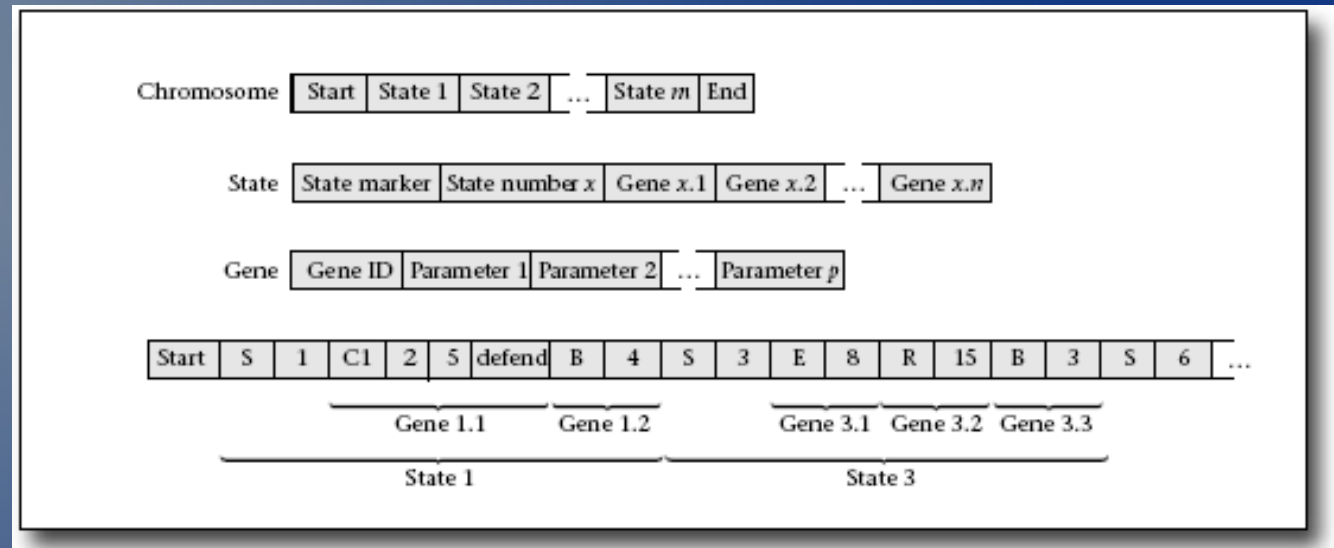 Chromosome Start State 1 State 2 ... State m End
State State marker State number x Gene x.1 Gene x.2 ... Gene x.n
Gene Gene ID Parameter 1 Parameter 2 ... Parameter p
Start S 1 C1 2 5 defend B 4 S 3 E 8 R 15 B 3 S 6 ...
Gene 1.1 Gene 1.2 Gene 3.1 Gene 3.2 Gene 3.3
State 1 State 3